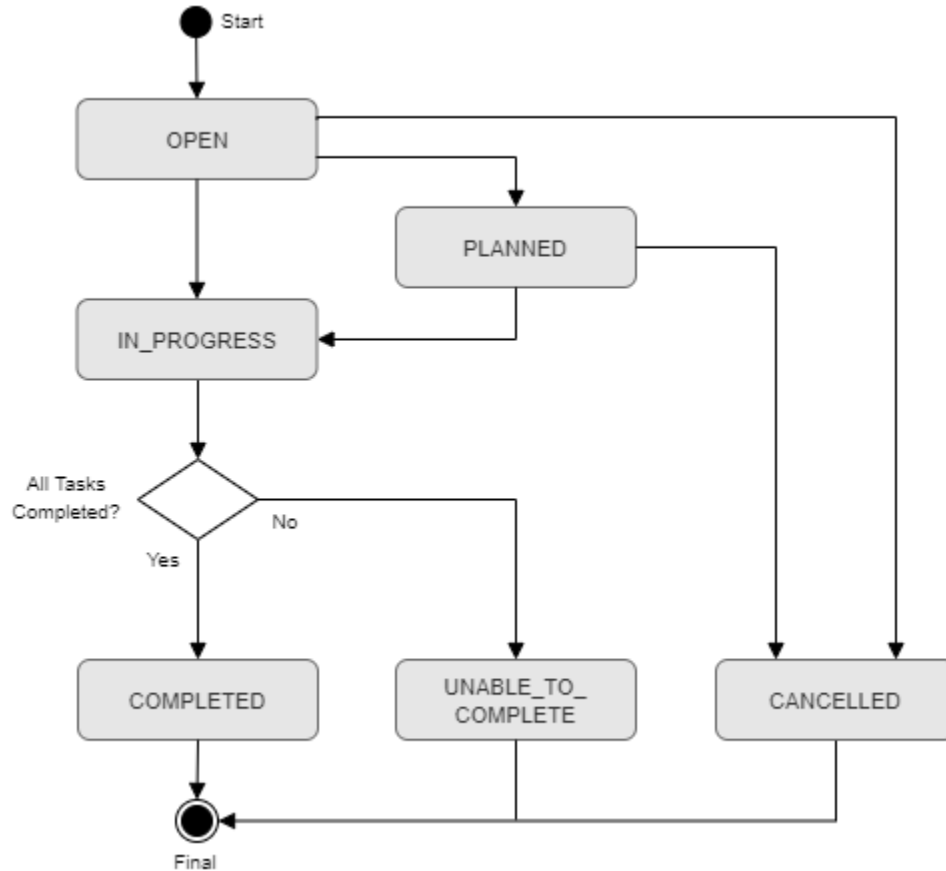 Start
OPEN
PLANNED
IN_PROGRESS
All Tasks
Completed?
No
Yes
COMPLETED
UNABLE_TO_
COMPLETE
CANCELLED
Final